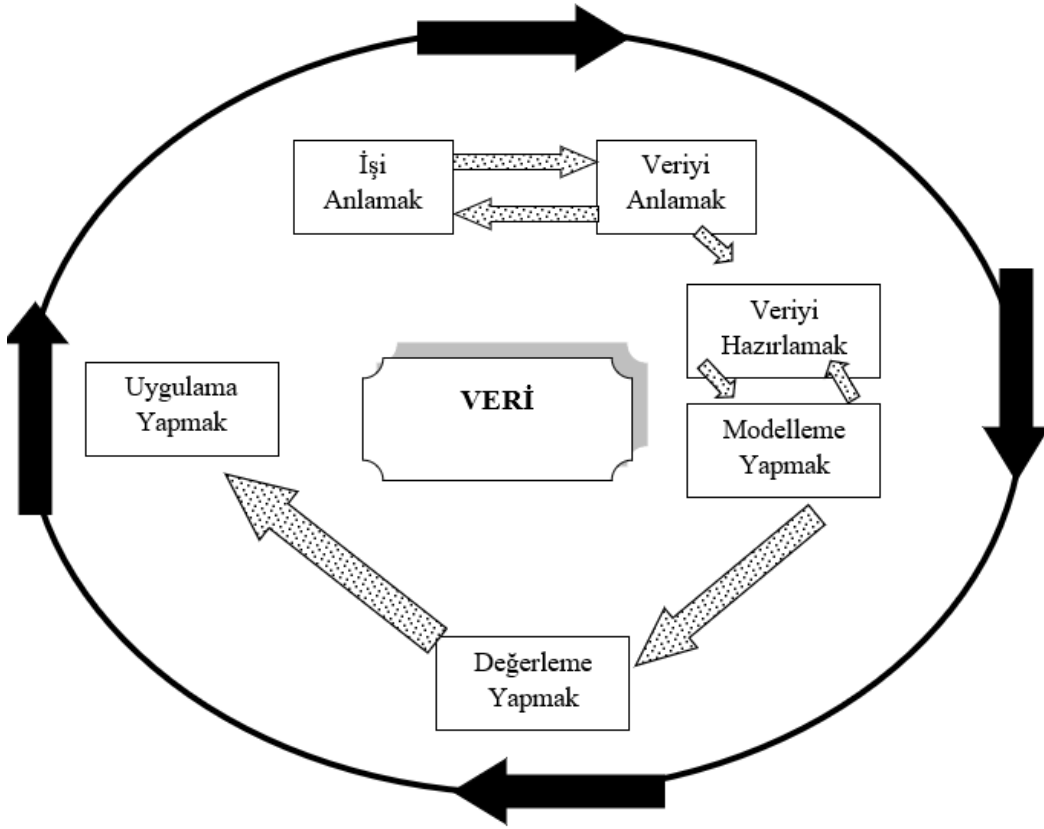 İşi
Anlamak
Veriyi
Anlamak
Veriyi
Hazırlamak
Modelleme
Yapmak
Değerleme
Yapmak
Uygulama
Yapmak
VERİ